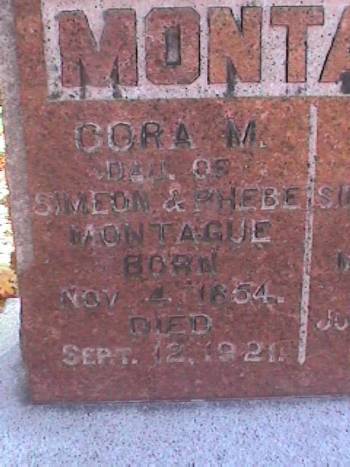 MONTA
CORA M.
DAU. OF
SIMEON & PHEBE
MONTAGUE
BORN
NOV. 4, 1854.
DIED
SEPT. 12, 1921.